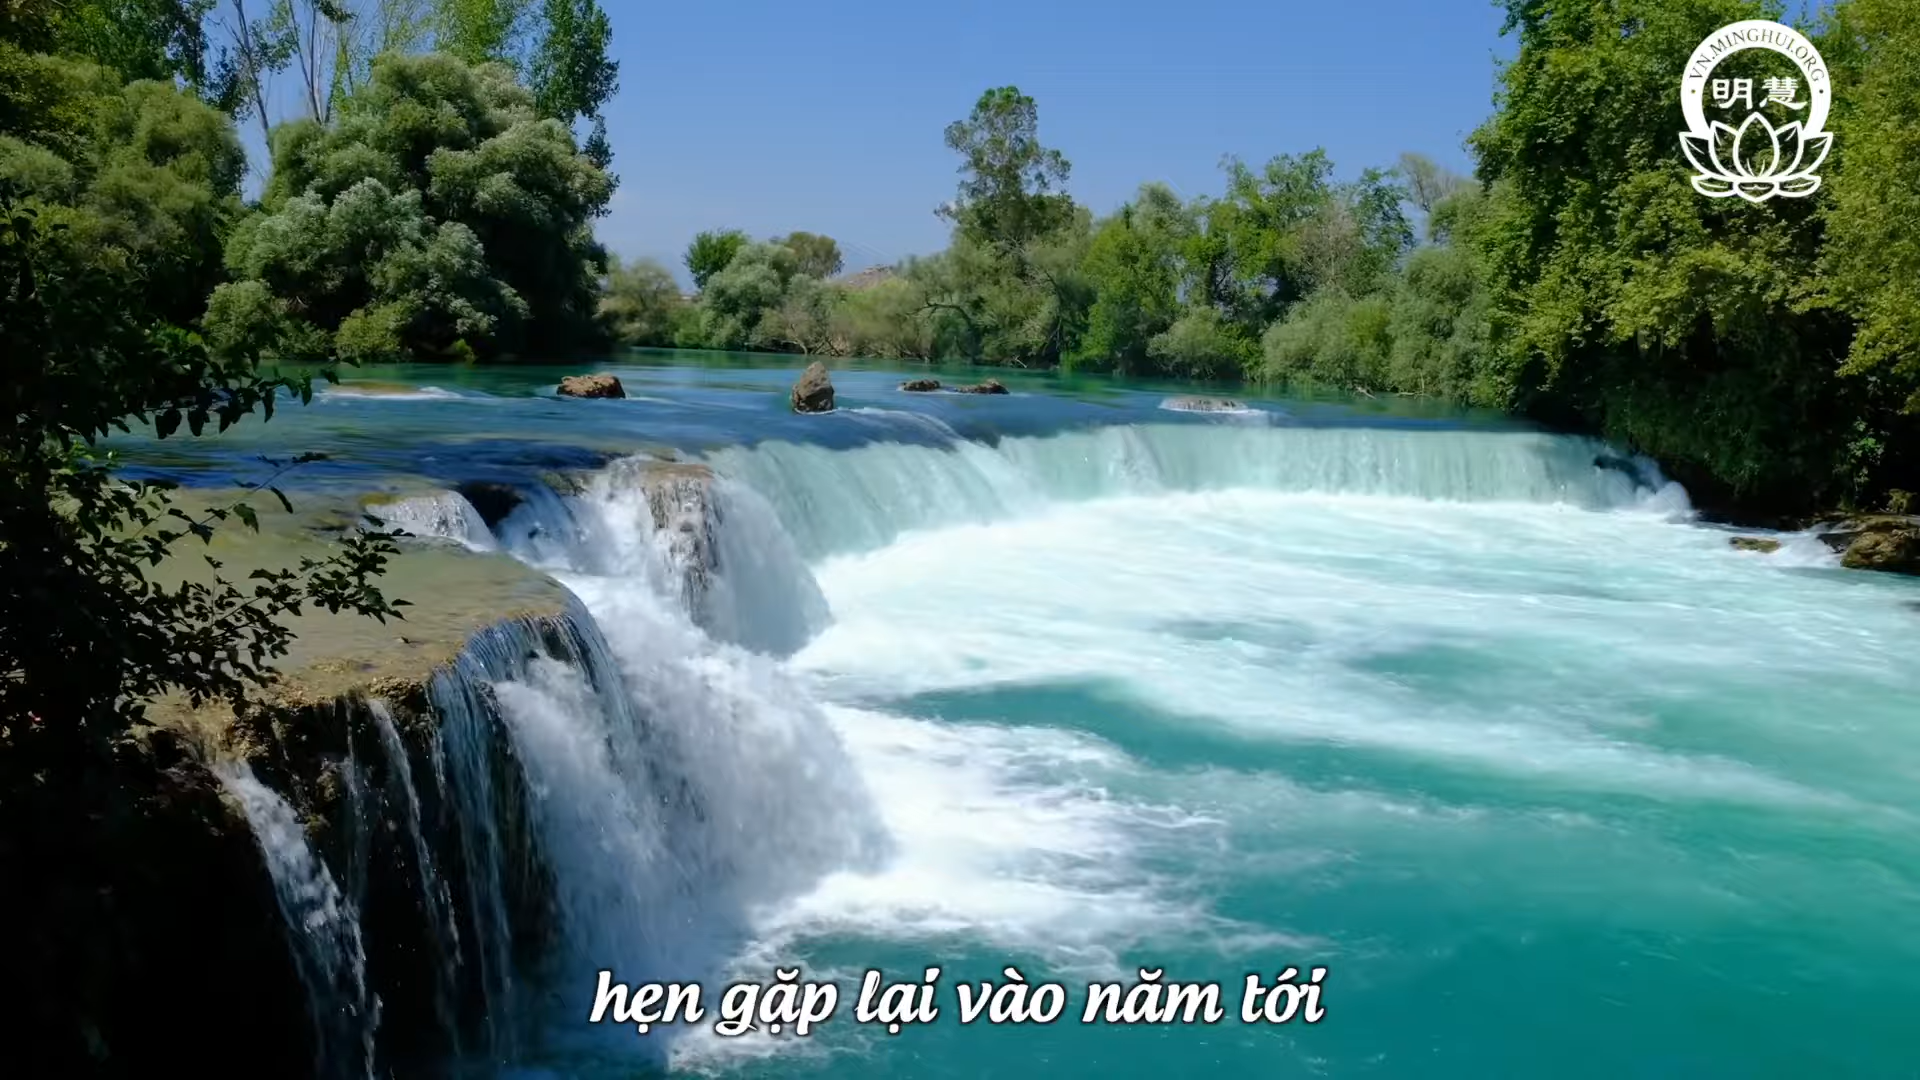 VN.MINGHUI.ORG
明慧
hẹn gặp lại vào năm tới